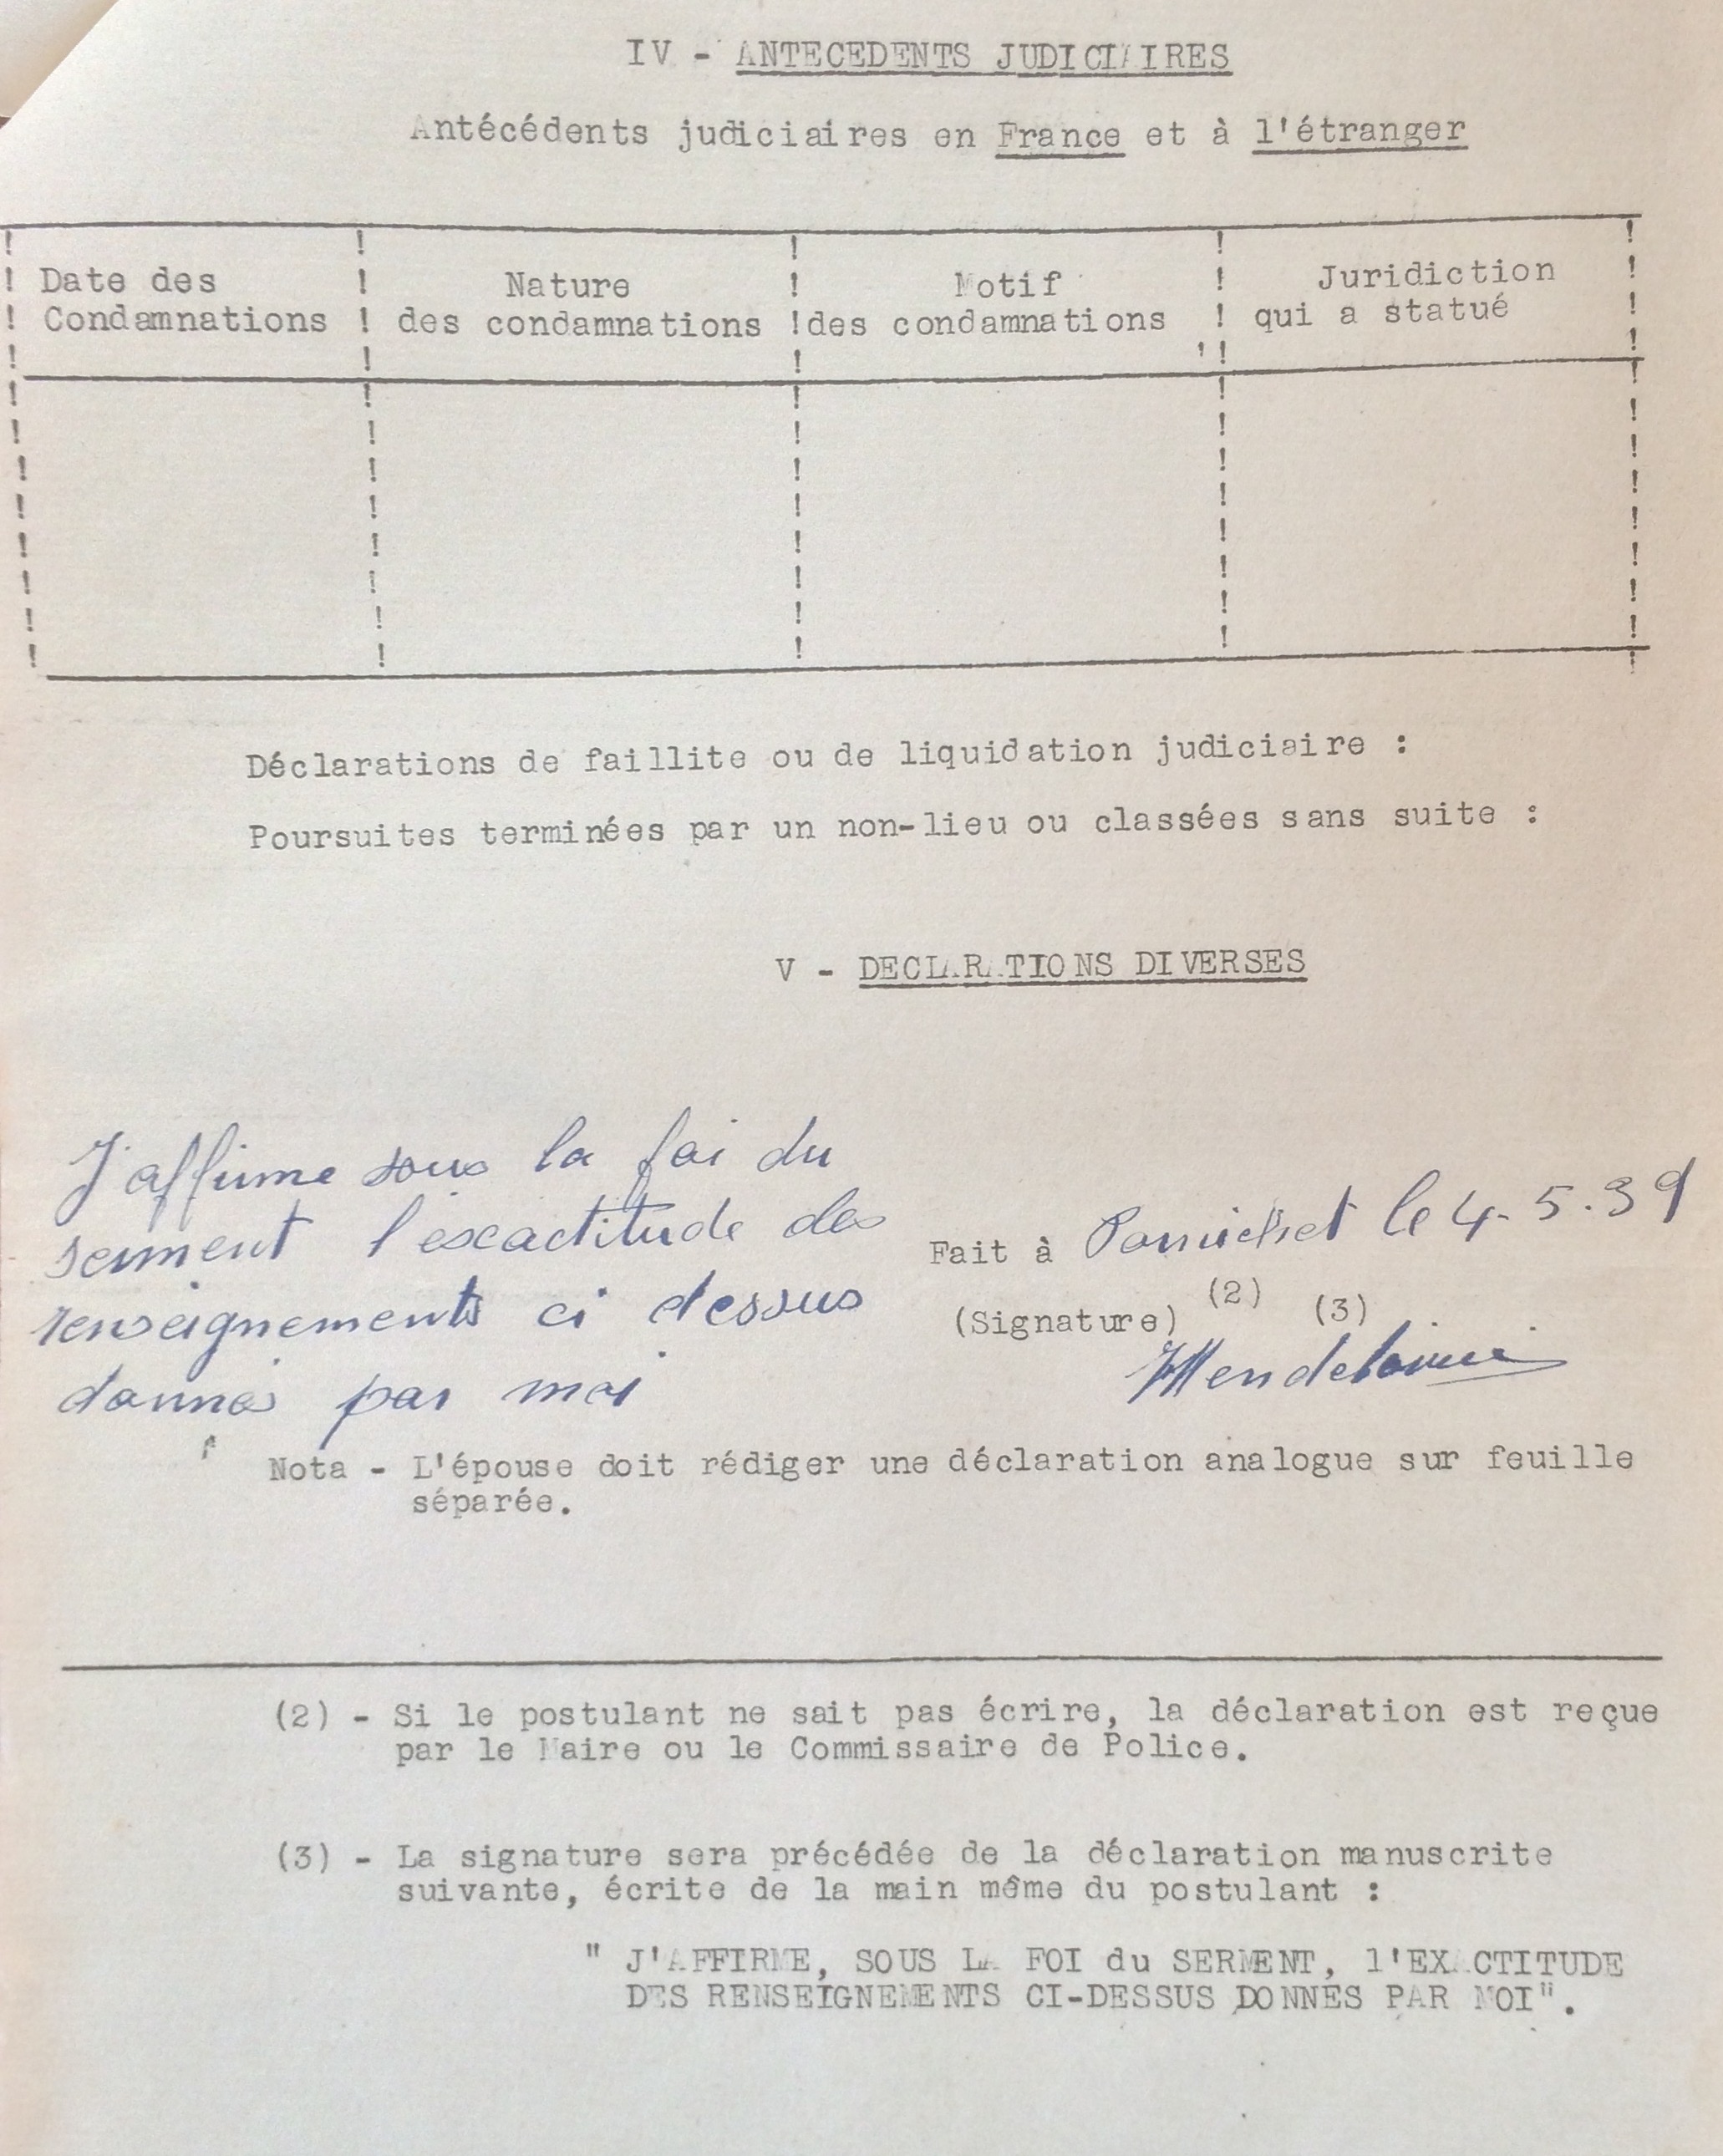 IV - ANTECEDENTS JUDICIAIRES
Antécédents judiciaires en France et à l'étranger
Date des Nature Motif Juridiction
Condamnations des condamnations des condamnations qui a statué
Déclarations de faillite ou de liquidation judiciaire :
Poursuites terminées par un non-lieu ou classées sans suite :
V - DECLARATIONS DIVERSES
J'affirme sous la foi du
serment l'exactitude des
renseignements ci dessus
donnés par moi
Fait à Pornichet le 4-5.39
(Signature) (2) (3)
Nota - L'épouse doit rédiger une déclaration analogue sur feuille
séparée.
(2) - Si le postulant ne sait pas écrire, la déclaration est reçue
par le Maire ou le Commissaire de Police.
(3) - La signature sera précédée de la déclaration manuscrite
suivante, écrite de la main même du postulant :
" J'AFFIRME, SOUS LA FOI du SERMENT, l'EXACTITUDE
DES RENSEIGNEMENTS CI-DESSUS DONNES PAR MOI".